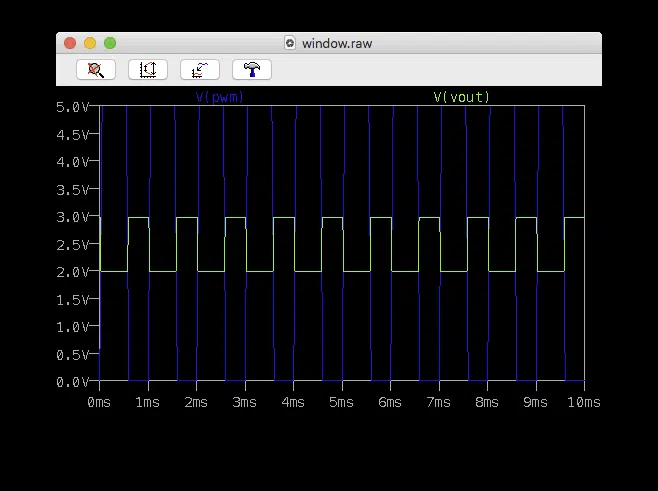 window.raw
V(pwm) V(vout)
5.0V
4.5V
4.0V
3.5V
3.0V
2.5V
2.0V
1.5V
1.0V
0.5V
0.0V
0ms 1ms 2ms 3ms 4ms 5ms 6ms 7ms 8ms 9ms 10ms